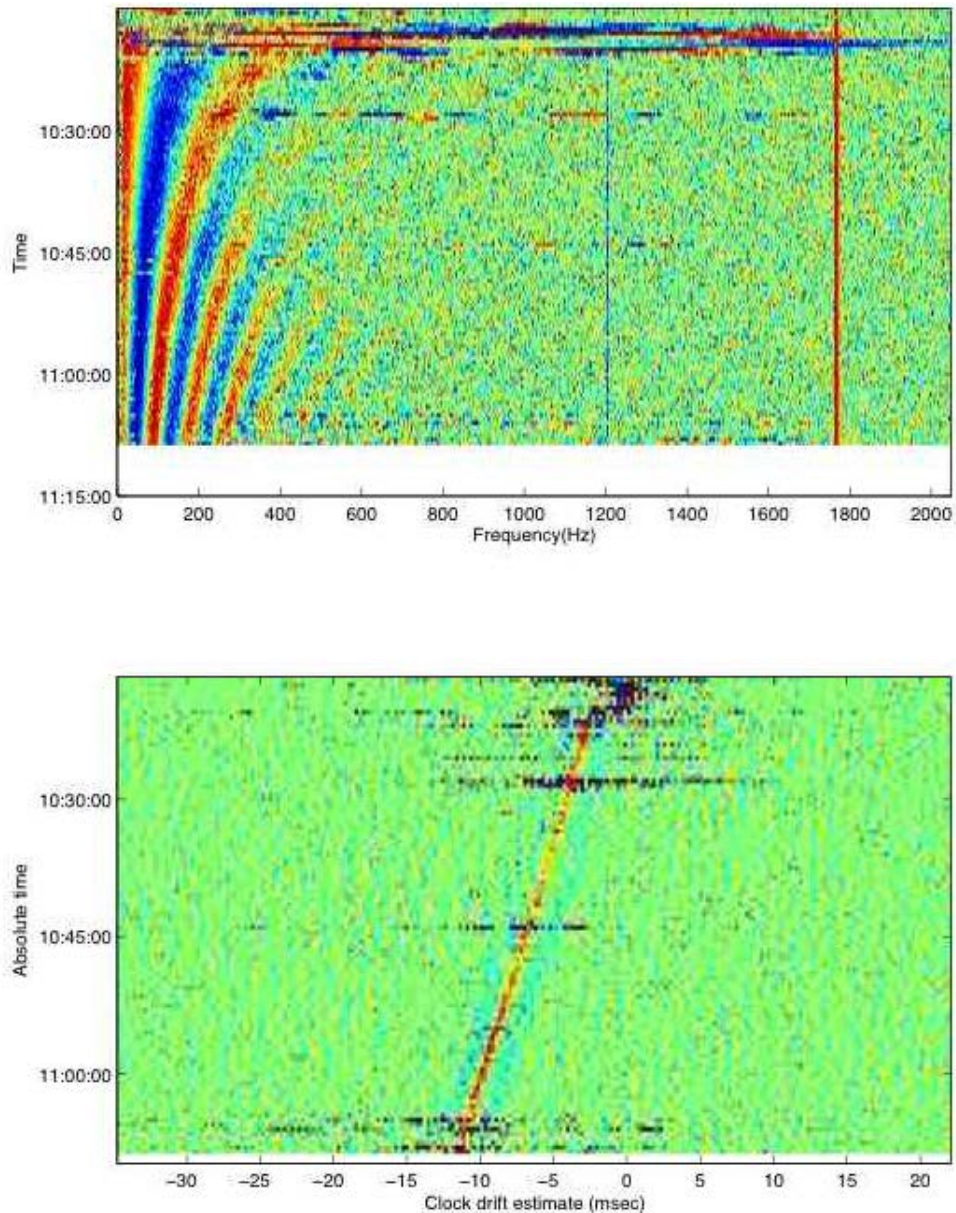 Time
10:30:00
10:45:00
11:00:00
11:15:00
0 200 400 600 800 1000 1200 1400 1600 1800 2000
Frequency(Hz)
Absolute time
10:30:00
10:45:00
11:00:00
−30 −25 −20 −15 −10 −5 0 5 10 15 20
Clock drift estimate (msec)